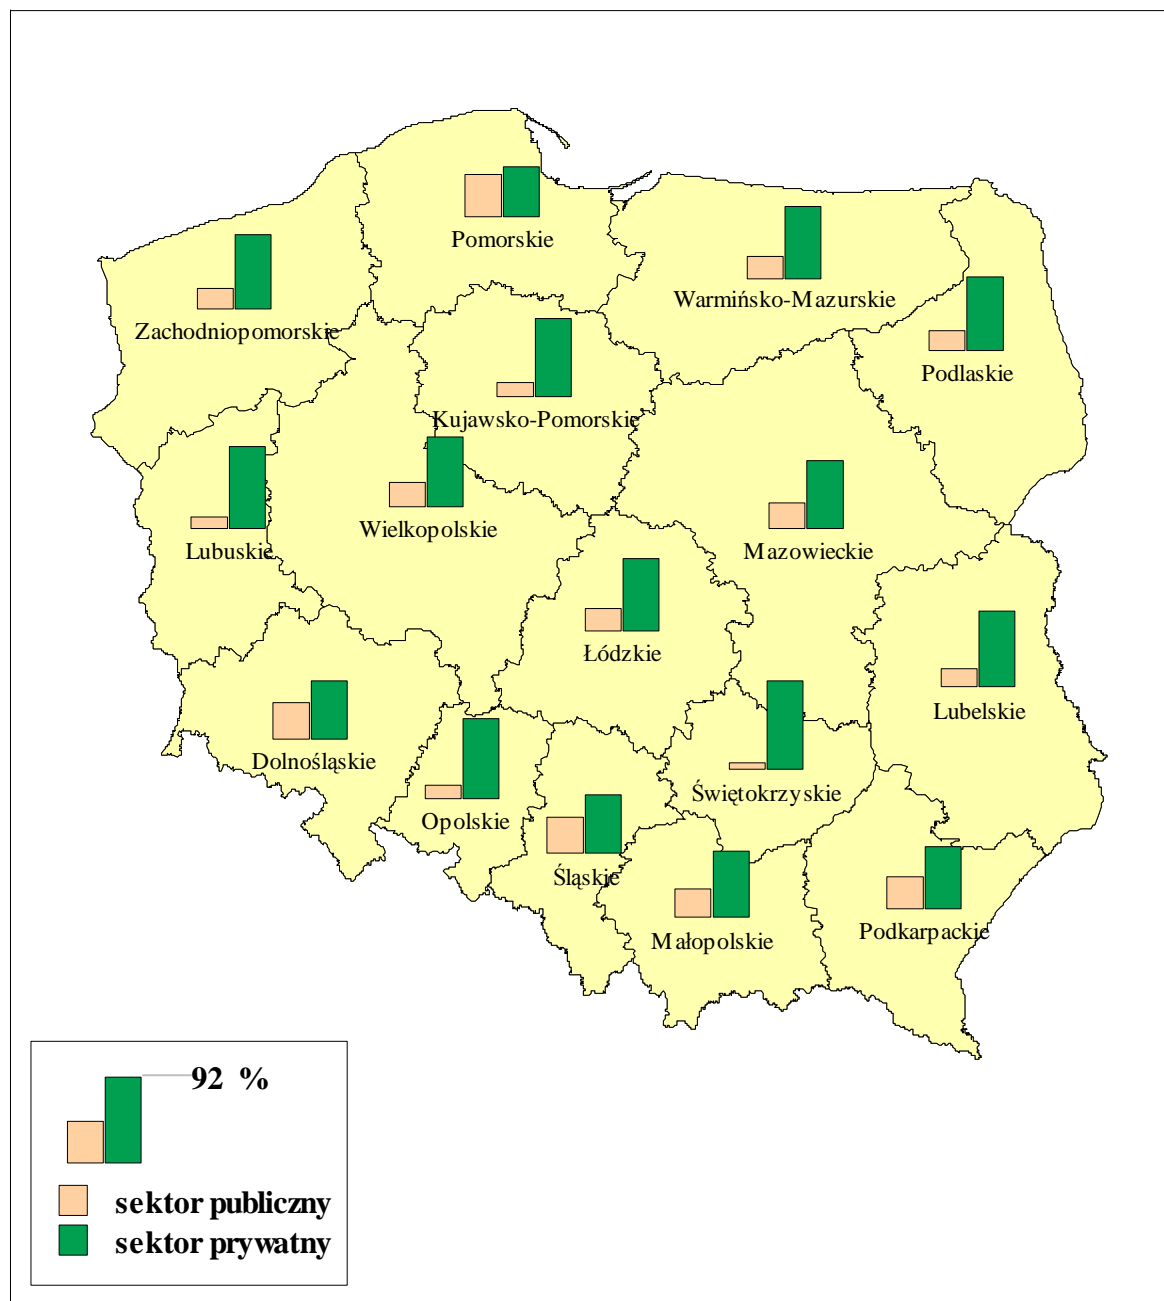 Pomorskie
Warmińsko-Mazurskie
Zachodniopomorskie
Podlaskie
Kujawsko-Pomorskie
Wielkopolskie
Mazowieckie
Lubuskie
Łódzkie
Lubelskie
Dolnośląskie
Świętokrzyskie
Opolskie
Śląskie
Podkarpackie
Małopolskie
92 %
sektor publiczny
sektor prywatny